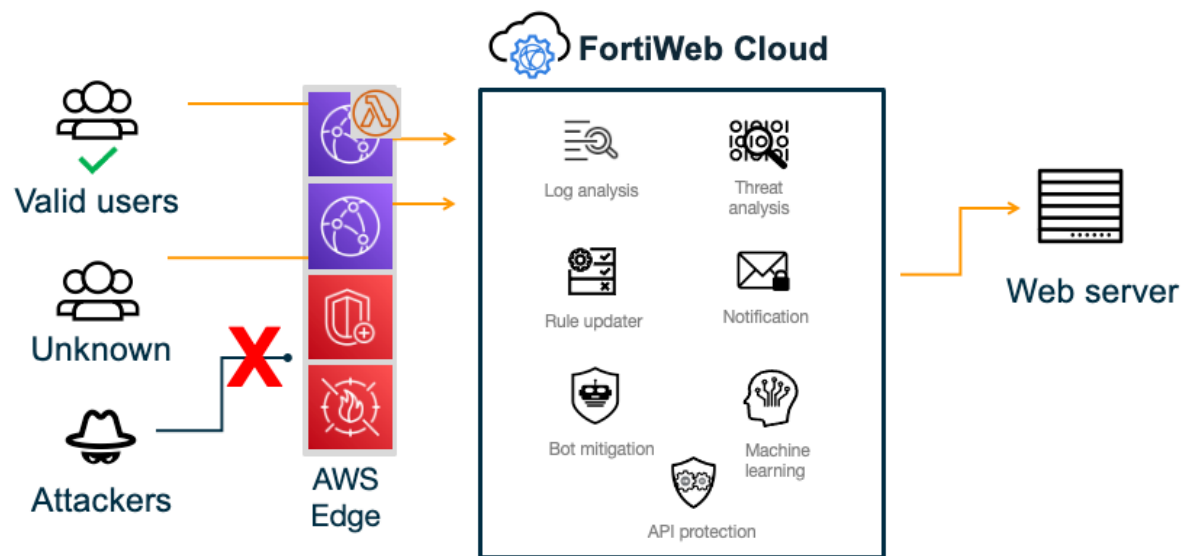 FortiWeb Cloud
Valid users
Unknown
Attackers
AWS
Edge
Log analysis
Threat
analysis
Rule updater
Notification
Bot mitigation
Machine
learning
API protection
Web server